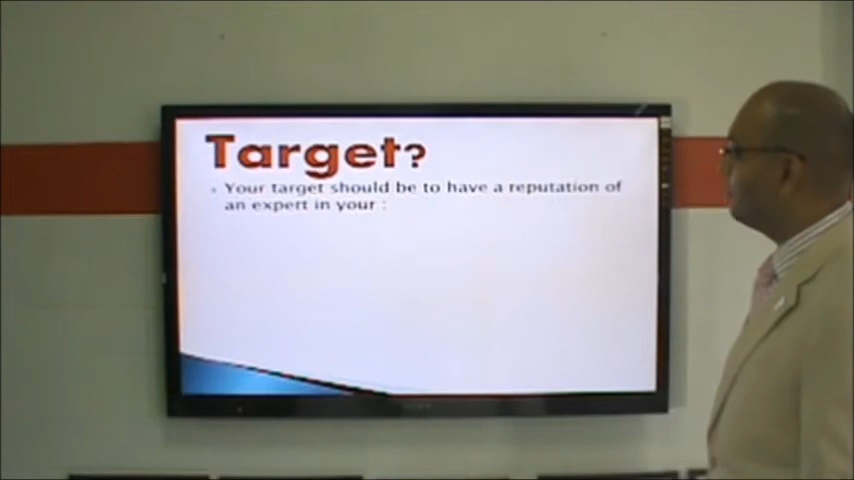 Target?
Your target should be to have a reputation of
an expert in your :